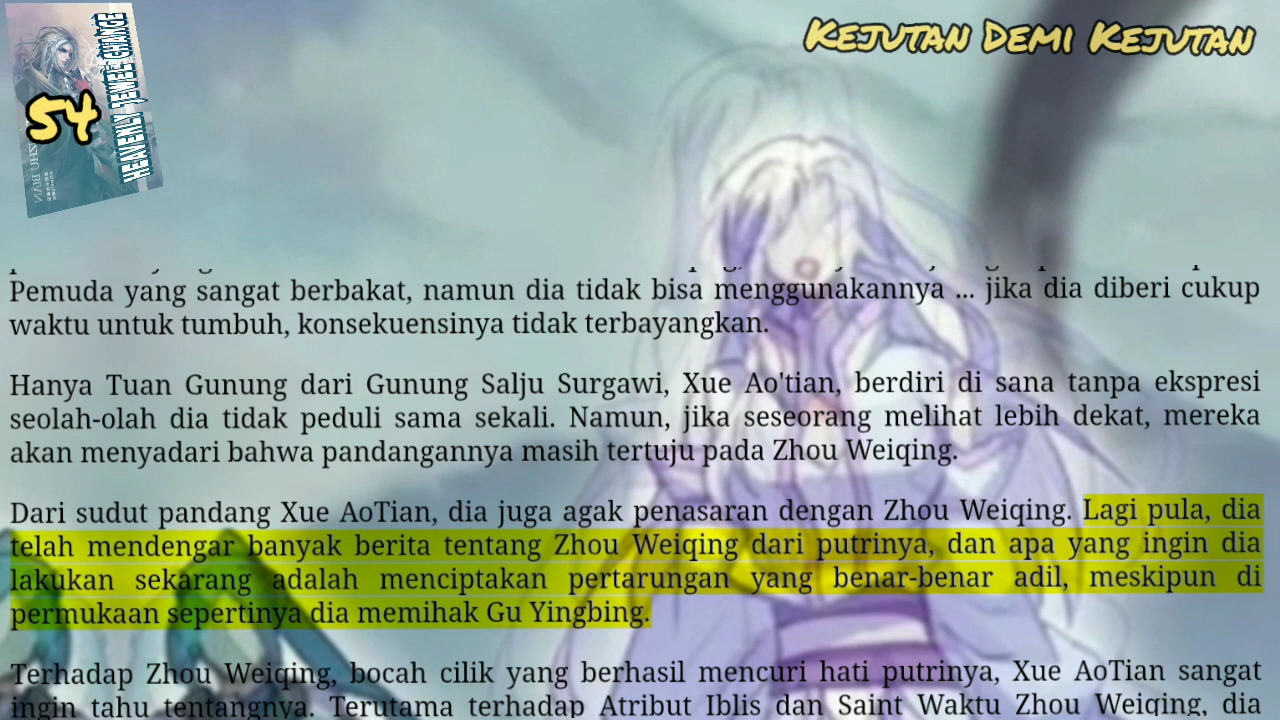 Kejutan Demi Kejutan
HEAVENLY JEWEL CHANGE
54
Pemuda yang sangat berbakat, namun dia tidak bisa menggunakannya ... jika dia diberi cukup
waktu untuk tumbuh, konsekuensinya tidak terbayangkan.
Hanya Tuan Gunung dari Gunung Salju Surgawi, Xue Ao'tian, berdiri di sana tanpa ekspresi
seolah-olah dia tidak peduli sama sekali. Namun, jika seseorang melihat lebih dekat, mereka
akan menyadari bahwa pandangannya masih tertuju pada Zhou Weiqing.
Dari sudut pandang Xue AoTian, dia juga agak penasaran dengan Zhou Weiqing. Lagi pula, dia
telah mendengar banyak berita tentang Zhou Weiqing dari putrinya, dan apa yang ingin dia
lakukan sekarang adalah menciptakan pertarungan yang benar-benar adil, meskipun di
permukaan sepertinya dia memihak Gu Yingbing.
Terhadap Zhou Weiqing, bocah cilik yang berhasil mencuri hati putrinya, Xue AoTian sangat
ingin tahu tentangnya. Terutama terhadap Atribut Iblis dan Saint Waktu Zhou Weiqing, dia